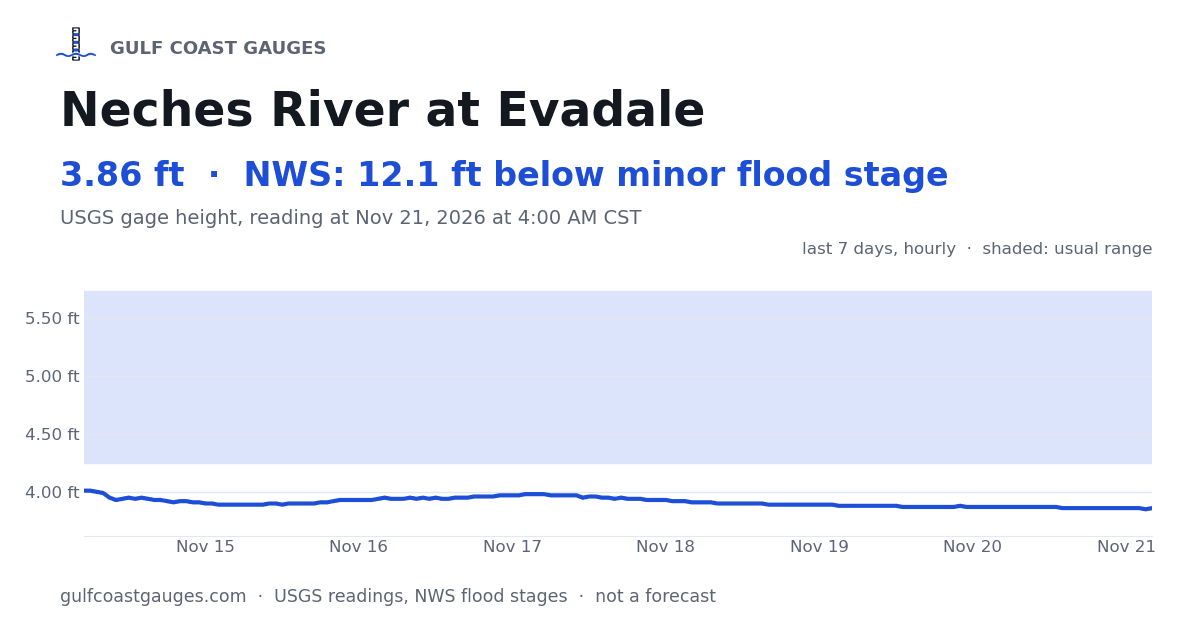 GULF COAST GAUGES
Neches River at Evadale
3.86 ft · NWS: 12.1 ft below minor flood stage
USGS gage height, reading at Nov 21, 2026 at 4:00 AM CST
last 7 days, hourly · shaded: usual range
5.50 ft
5.00 ft
4.50 ft
4.00 ft
Nov 15 Nov 16 Nov 17 Nov 18 Nov 19 Nov 20 Nov 21
gulfcoastgauges.com · USGS readings, NWS flood stages · not a forecast